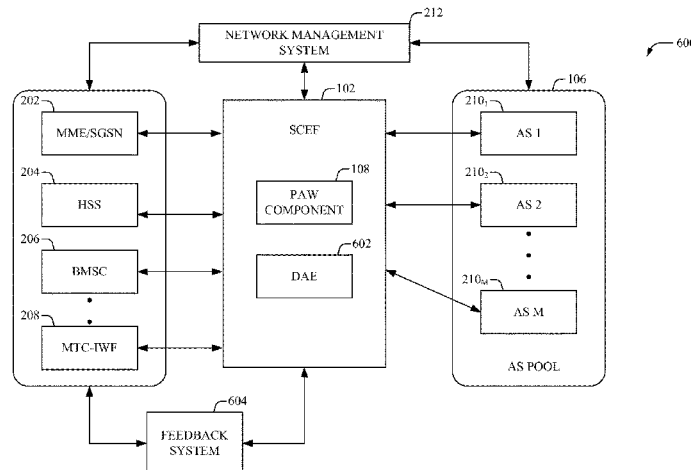 212
NETWORK MANAGEMENT
SYSTEM
600
202
102
106
MME/SGSN
SCEF
210₁
AS 1
204
108
210₂
HSS
PAW
COMPONENT
AS 2
206
602
BMSC
DAE
210M
208
AS M
MTC-IWF
AS POOL
604
FEEDBACK
SYSTEM